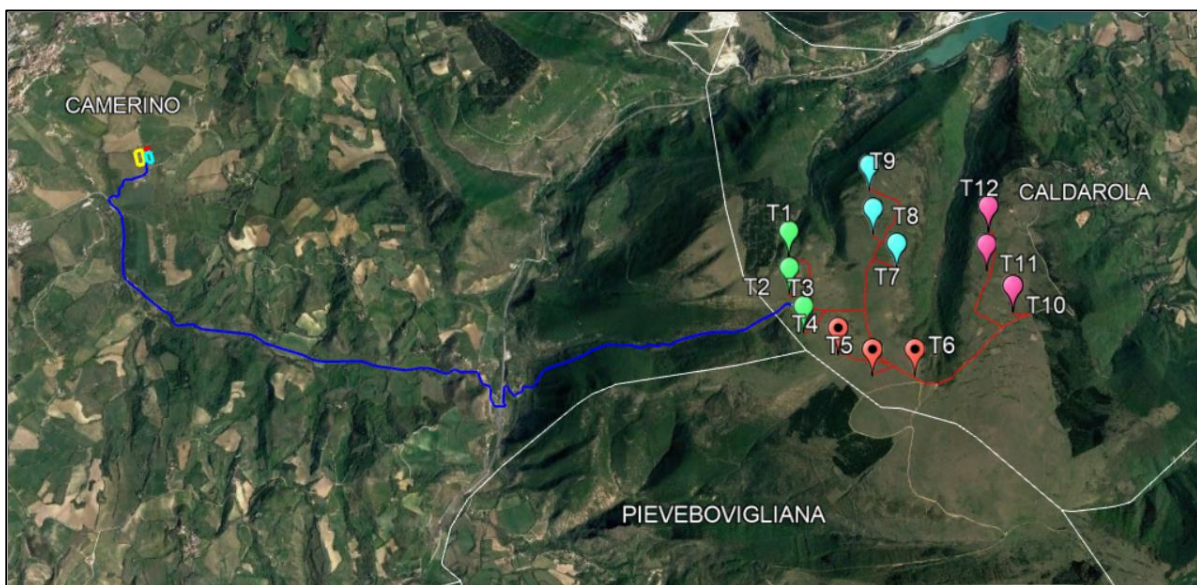 CAMERINO
T9
T12
CALDAROLA
T1
T8
T7
T11
T2
T3
T10
T4
T5
T6
PIEVEBOVIGLIANA